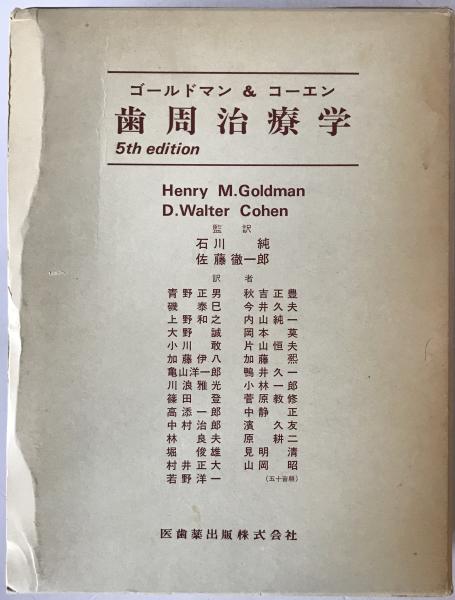 ゴールドマン & コーエン
歯周治療学
5th edition
Henry M.Goldman
D.Walter Cohen
監訳
石川 純
佐藤徹一郎
訳者
青野正男 秋吉正豊
磯 泰巳 今井久夫
上野和之 内山純一
大野 誠 岡本 莫
小川 敢 片山恒夫
加藤伊八 加藤 熙
亀山洋一郎 鴨井久一
川浪雅光 小林一郎
篠田 登 菅原教修
高添一郎 中静 正
中村治郎 濱 久友
林 良夫 原 耕二
堀 俊雄 見明 清
村井正大 山岡 昭
若野洋一 (五十音順)
医歯薬出版株式会社